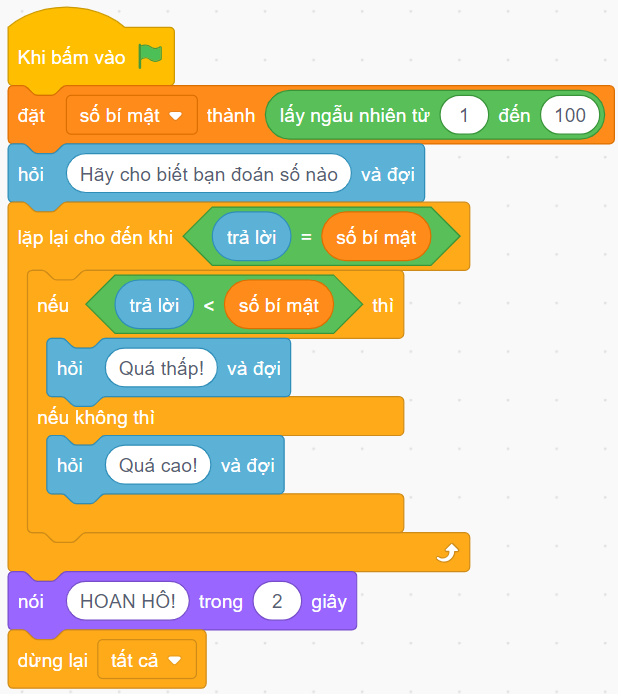 Khi bấm vào
đặt số bí mật thành lấy ngẫu nhiên từ 1 đến 100
hỏi Hãy cho biết bạn đoán số nào và đợi
lặp lại cho đến khi trả lời = số bí mật
nếu trả lời < số bí mật thì
hỏi Quá thấp! và đợi
nếu không thì
hỏi Quá cao! và đợi
nói HOAN HÔ! trong 2 giây
dừng lại tất cả